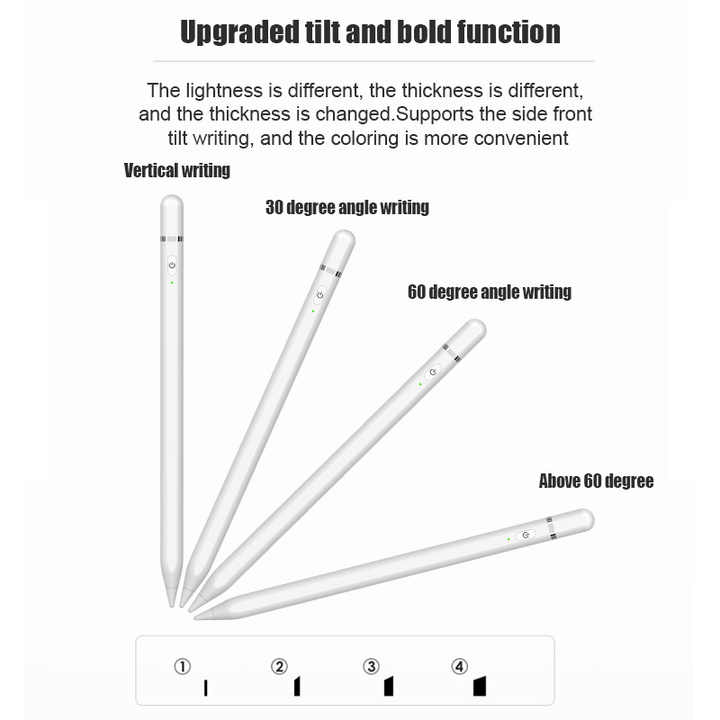 Upgraded tilt and bold function
The lightness is different, the thickness is different,
and the thickness is changed.Supports the side front
tilt writing, and the coloring is more convenient
Vertical writing
30 degree angle writing
60 degree angle writing
Above 60 degree
① ② ③ ④